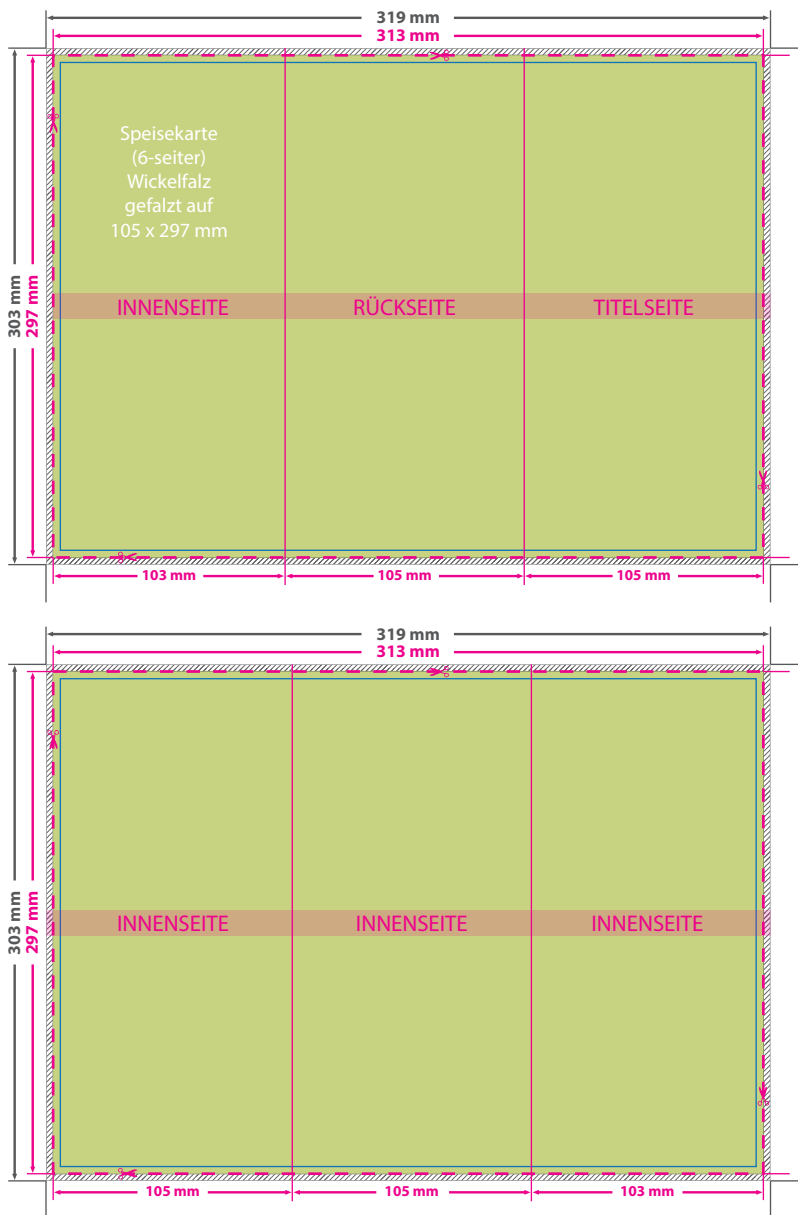 319 mm
313 mm
303 mm
297 mm
Speisekarte
(6-seiter)
Wickelfalz
gefalzt auf
105 x 297 mm
INNENSEITE RÜCKSEITE TITELSEITE
103 mm 105 mm 105 mm
319 mm
313 mm
303 mm
297 mm
INNENSEITE INNENSEITE INNENSEITE
105 mm 105 mm 103 mm